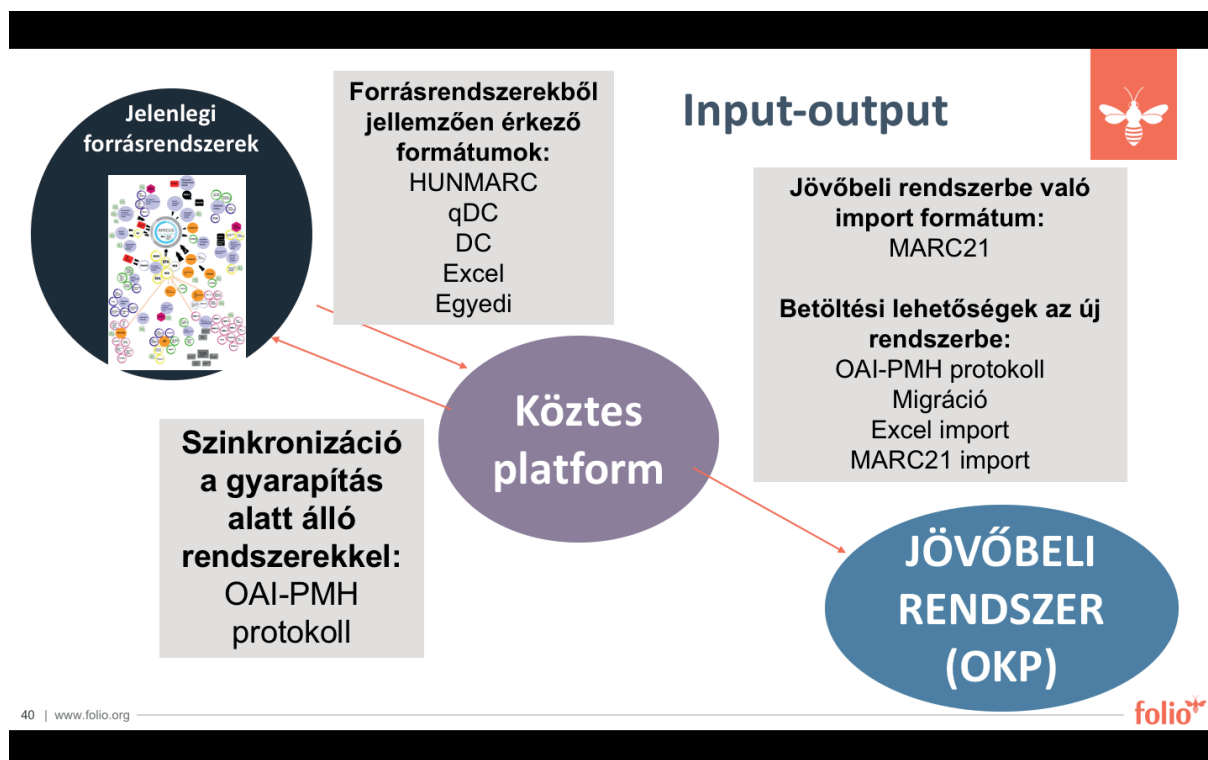 Jelenlegi
forrásrendszerek
Forrásrendszerekből
jellemzően érkező
formátumok:
HUNMARC
qDC
DC
Excel
Egyedi
Input-output
Jövőbeli rendszerbe való
import formátum:
MARC21
Betöltési lehetőségek az új
rendszerbe:
OAI-PMH protokoll
Migráció
Excel import
MARC21 import
Köztes
platform
Szinkronizáció
a gyarapítás
alatt álló
rendszerekkel:
OAI-PMH
protokoll
JÖVŐBELI
RENDSZER
(OKP)
40 | www.folio.org
folio